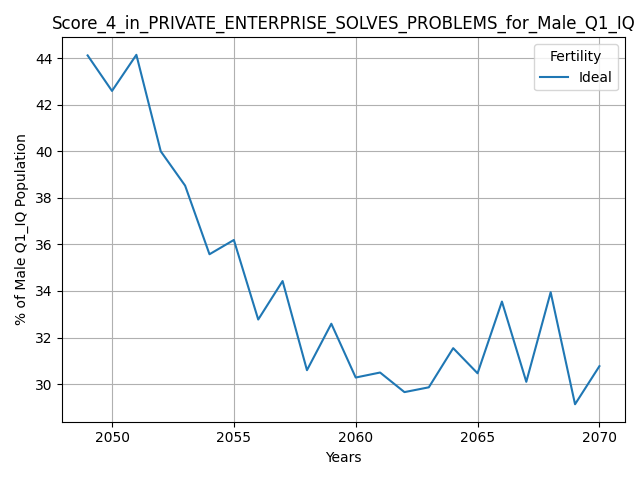 Score_4_in_PRIVATE_ENTERPRISE_SOLVES_PROBLEMS_for_Male_Q1_IQ
Fertility
Ideal
% of Male Q1_IQ Population
44
42
40
38
36
34
32
30
2050
2055
2060
2065
2070
Years